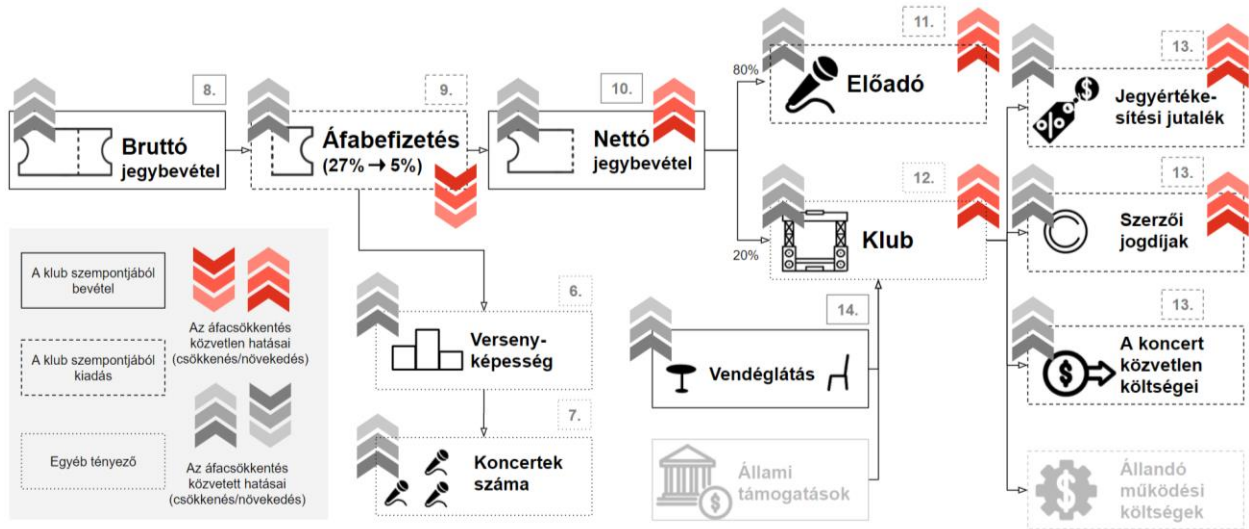 8.
Bruttó
jegybevétel
9.
Áfabefizetés
(27% → 5%)
10.
Nettó
jegybevétel
80%
20%
11.
Előadó
12.
Klub
13.
Jegyértéke-
sítési jutalék
13.
Szerzői
jogdíjak
13.
A koncert
közvetlen
költségei
Állandó
működési
költségek
6.
Verseny-
képesség
7.
Koncertek
száma
14.
Vendéglátás
Állami
támogatások
A klub szempontjából
bevétel
A klub szempontjából
kiadás
Egyéb tényező
Az áfacsökkentés
közvetlen hatásai
(csökkenés/növekedés)
Az áfacsökkentés
közvetett hatásai
(csökkenés/növekedés)